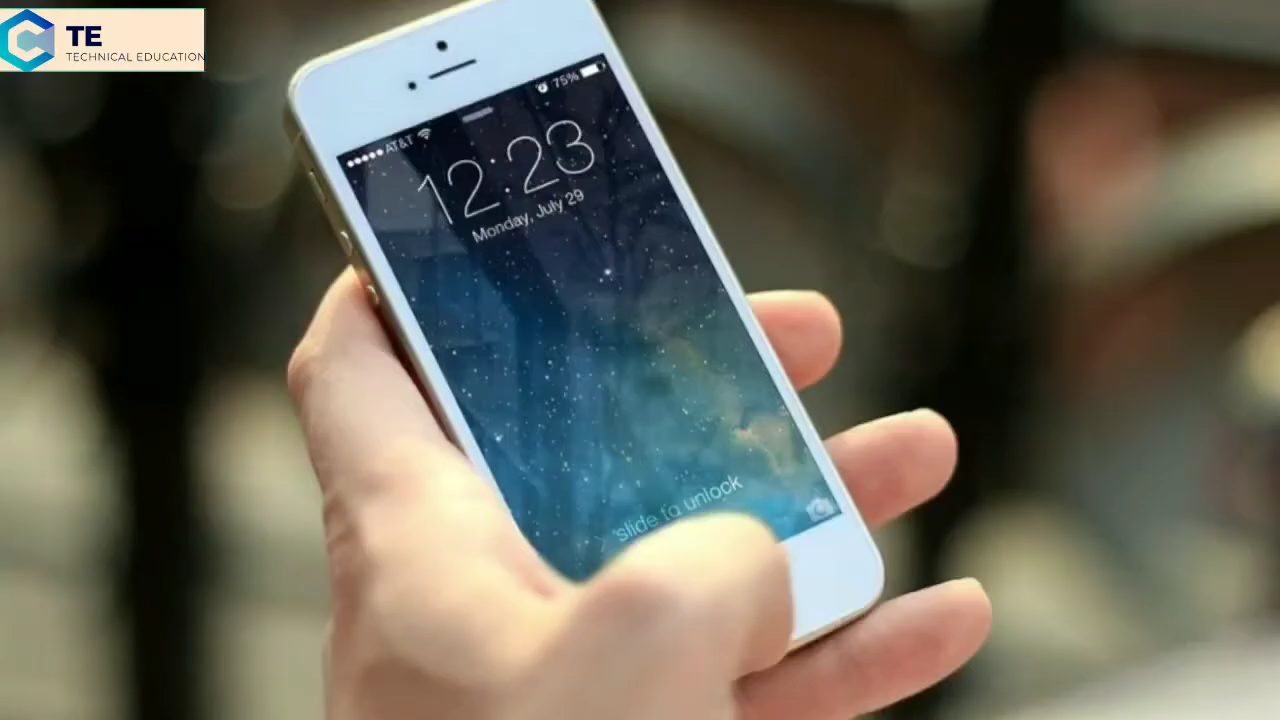 TE
TECHNICAL EDUCATION
●●●●● AT&T
75%
12:23
Monday, July 29
slide to unlock